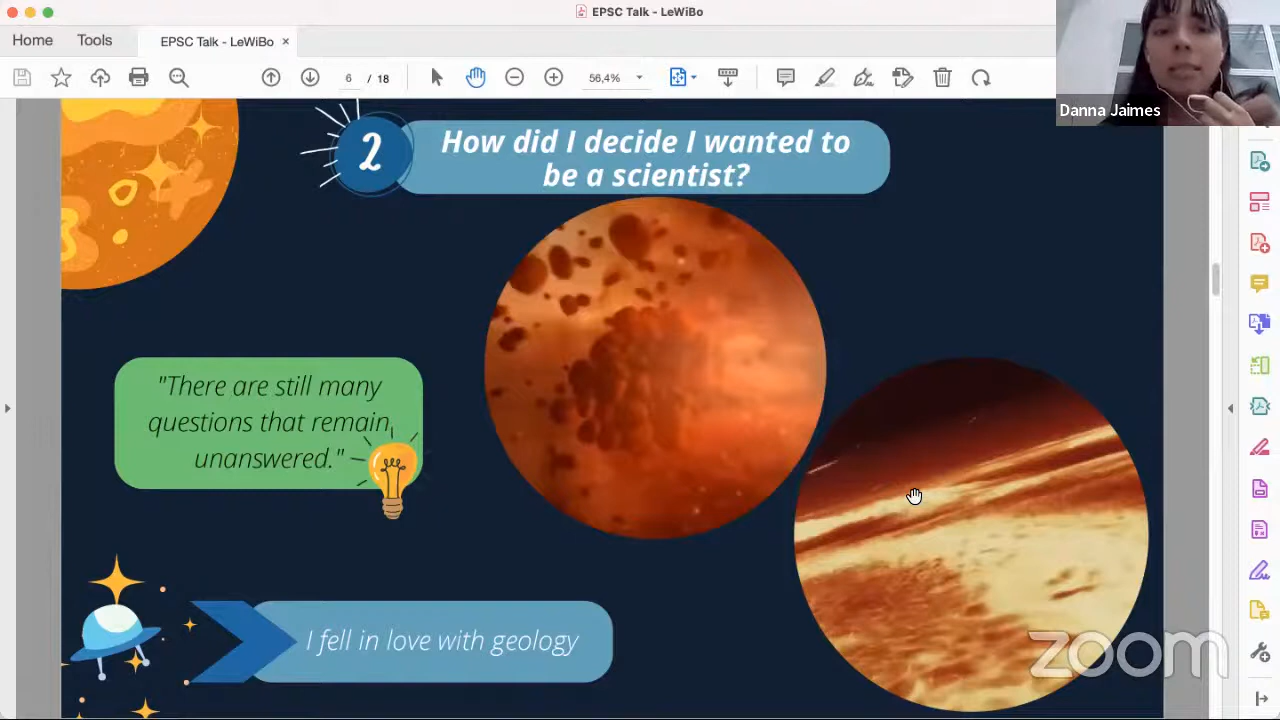 EPSC Talk - LeWiBo
Home
Tools
EPSC Talk - LeWiBo ×
6 / 18
56,4%
Danna Jaimes
2
How did I decide I wanted to
be a scientist?
"There are still many
questions that remain
unanswered."
I fell in love with geology
zoom